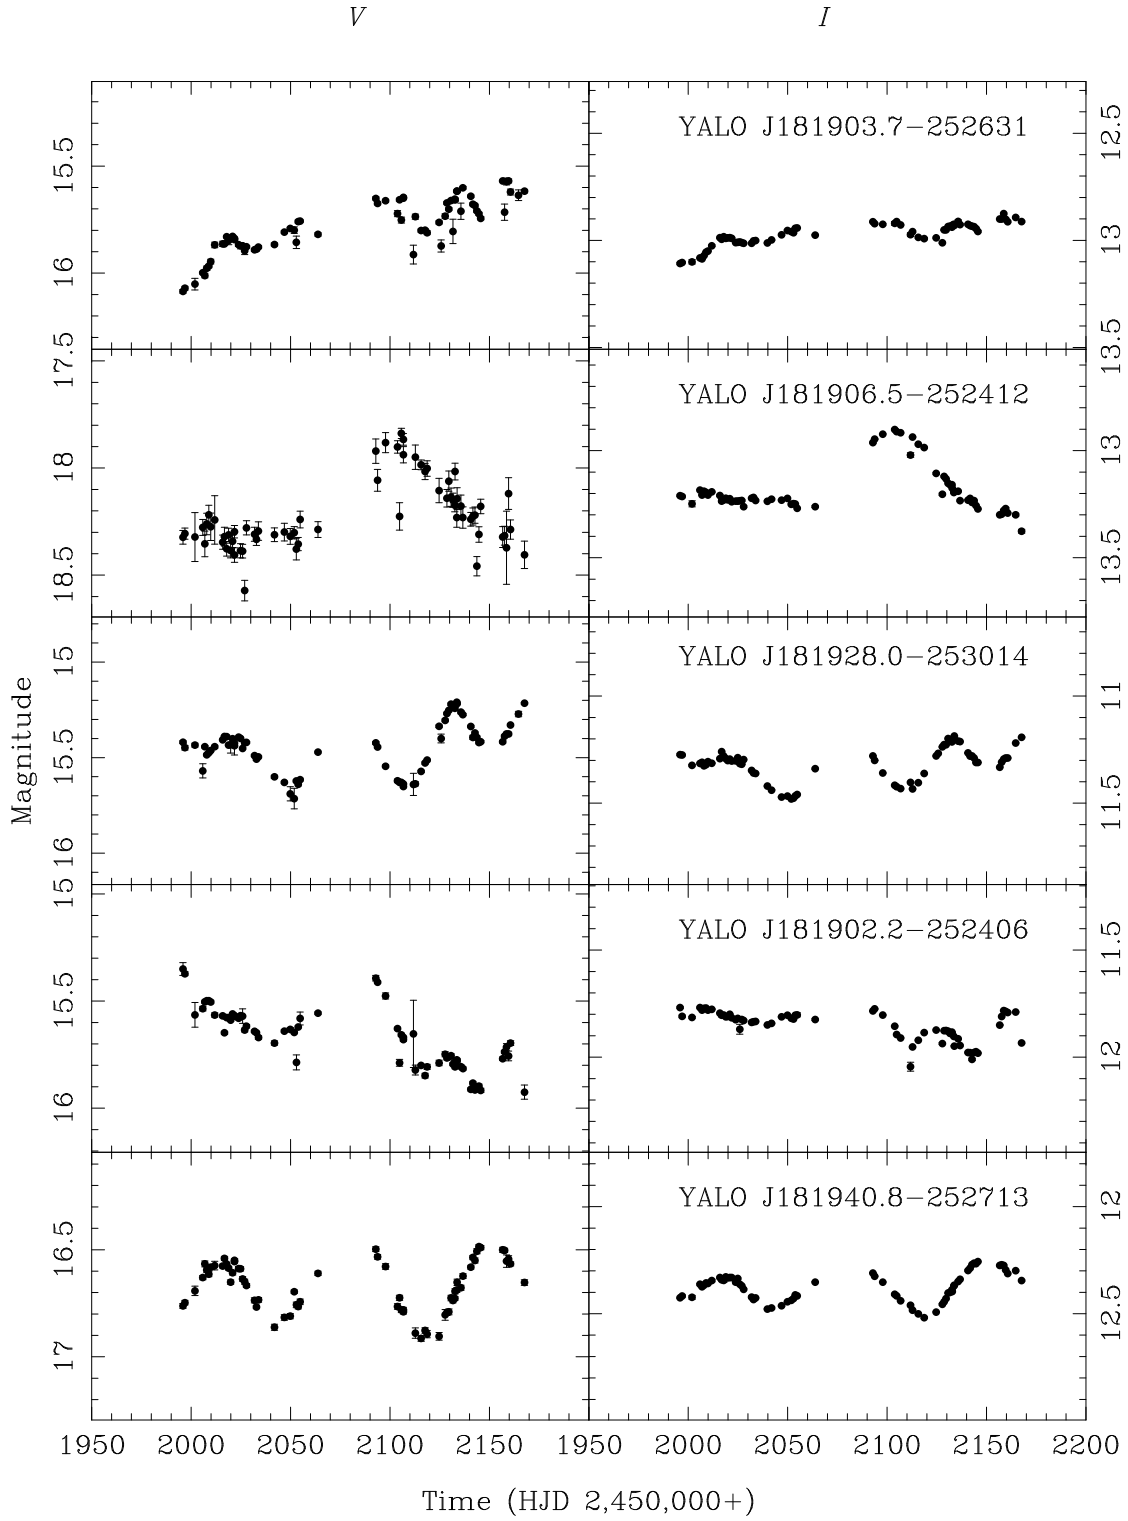 V I
15.5 16 YALO J181903.7−252631 12.5 13 13.5
17.5 18 18.5 YALO J181906.5−252412 13 13.5
15 15.5 16 YALO J181928.0−253014 11 11.5
15 15.5 16 YALO J181902.2−252406 11.5 12
16.5 17 YALO J181940.8−252713 12 12.5
Magnitude
1950 2000 2050 2100 2150 1950 2000 2050 2100 2150 2200
Time (HJD 2,450,000+)